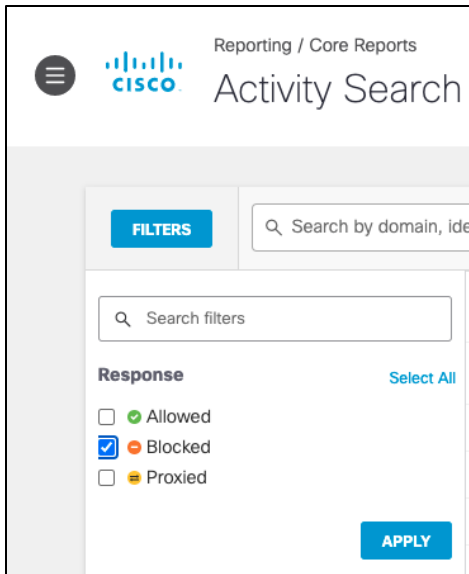 Reporting / Core Reports
CISCO
Activity Search
FILTERS
Search by domain, ide
Search filters
Response
Select All
Allowed
Blocked
Proxied
APPLY